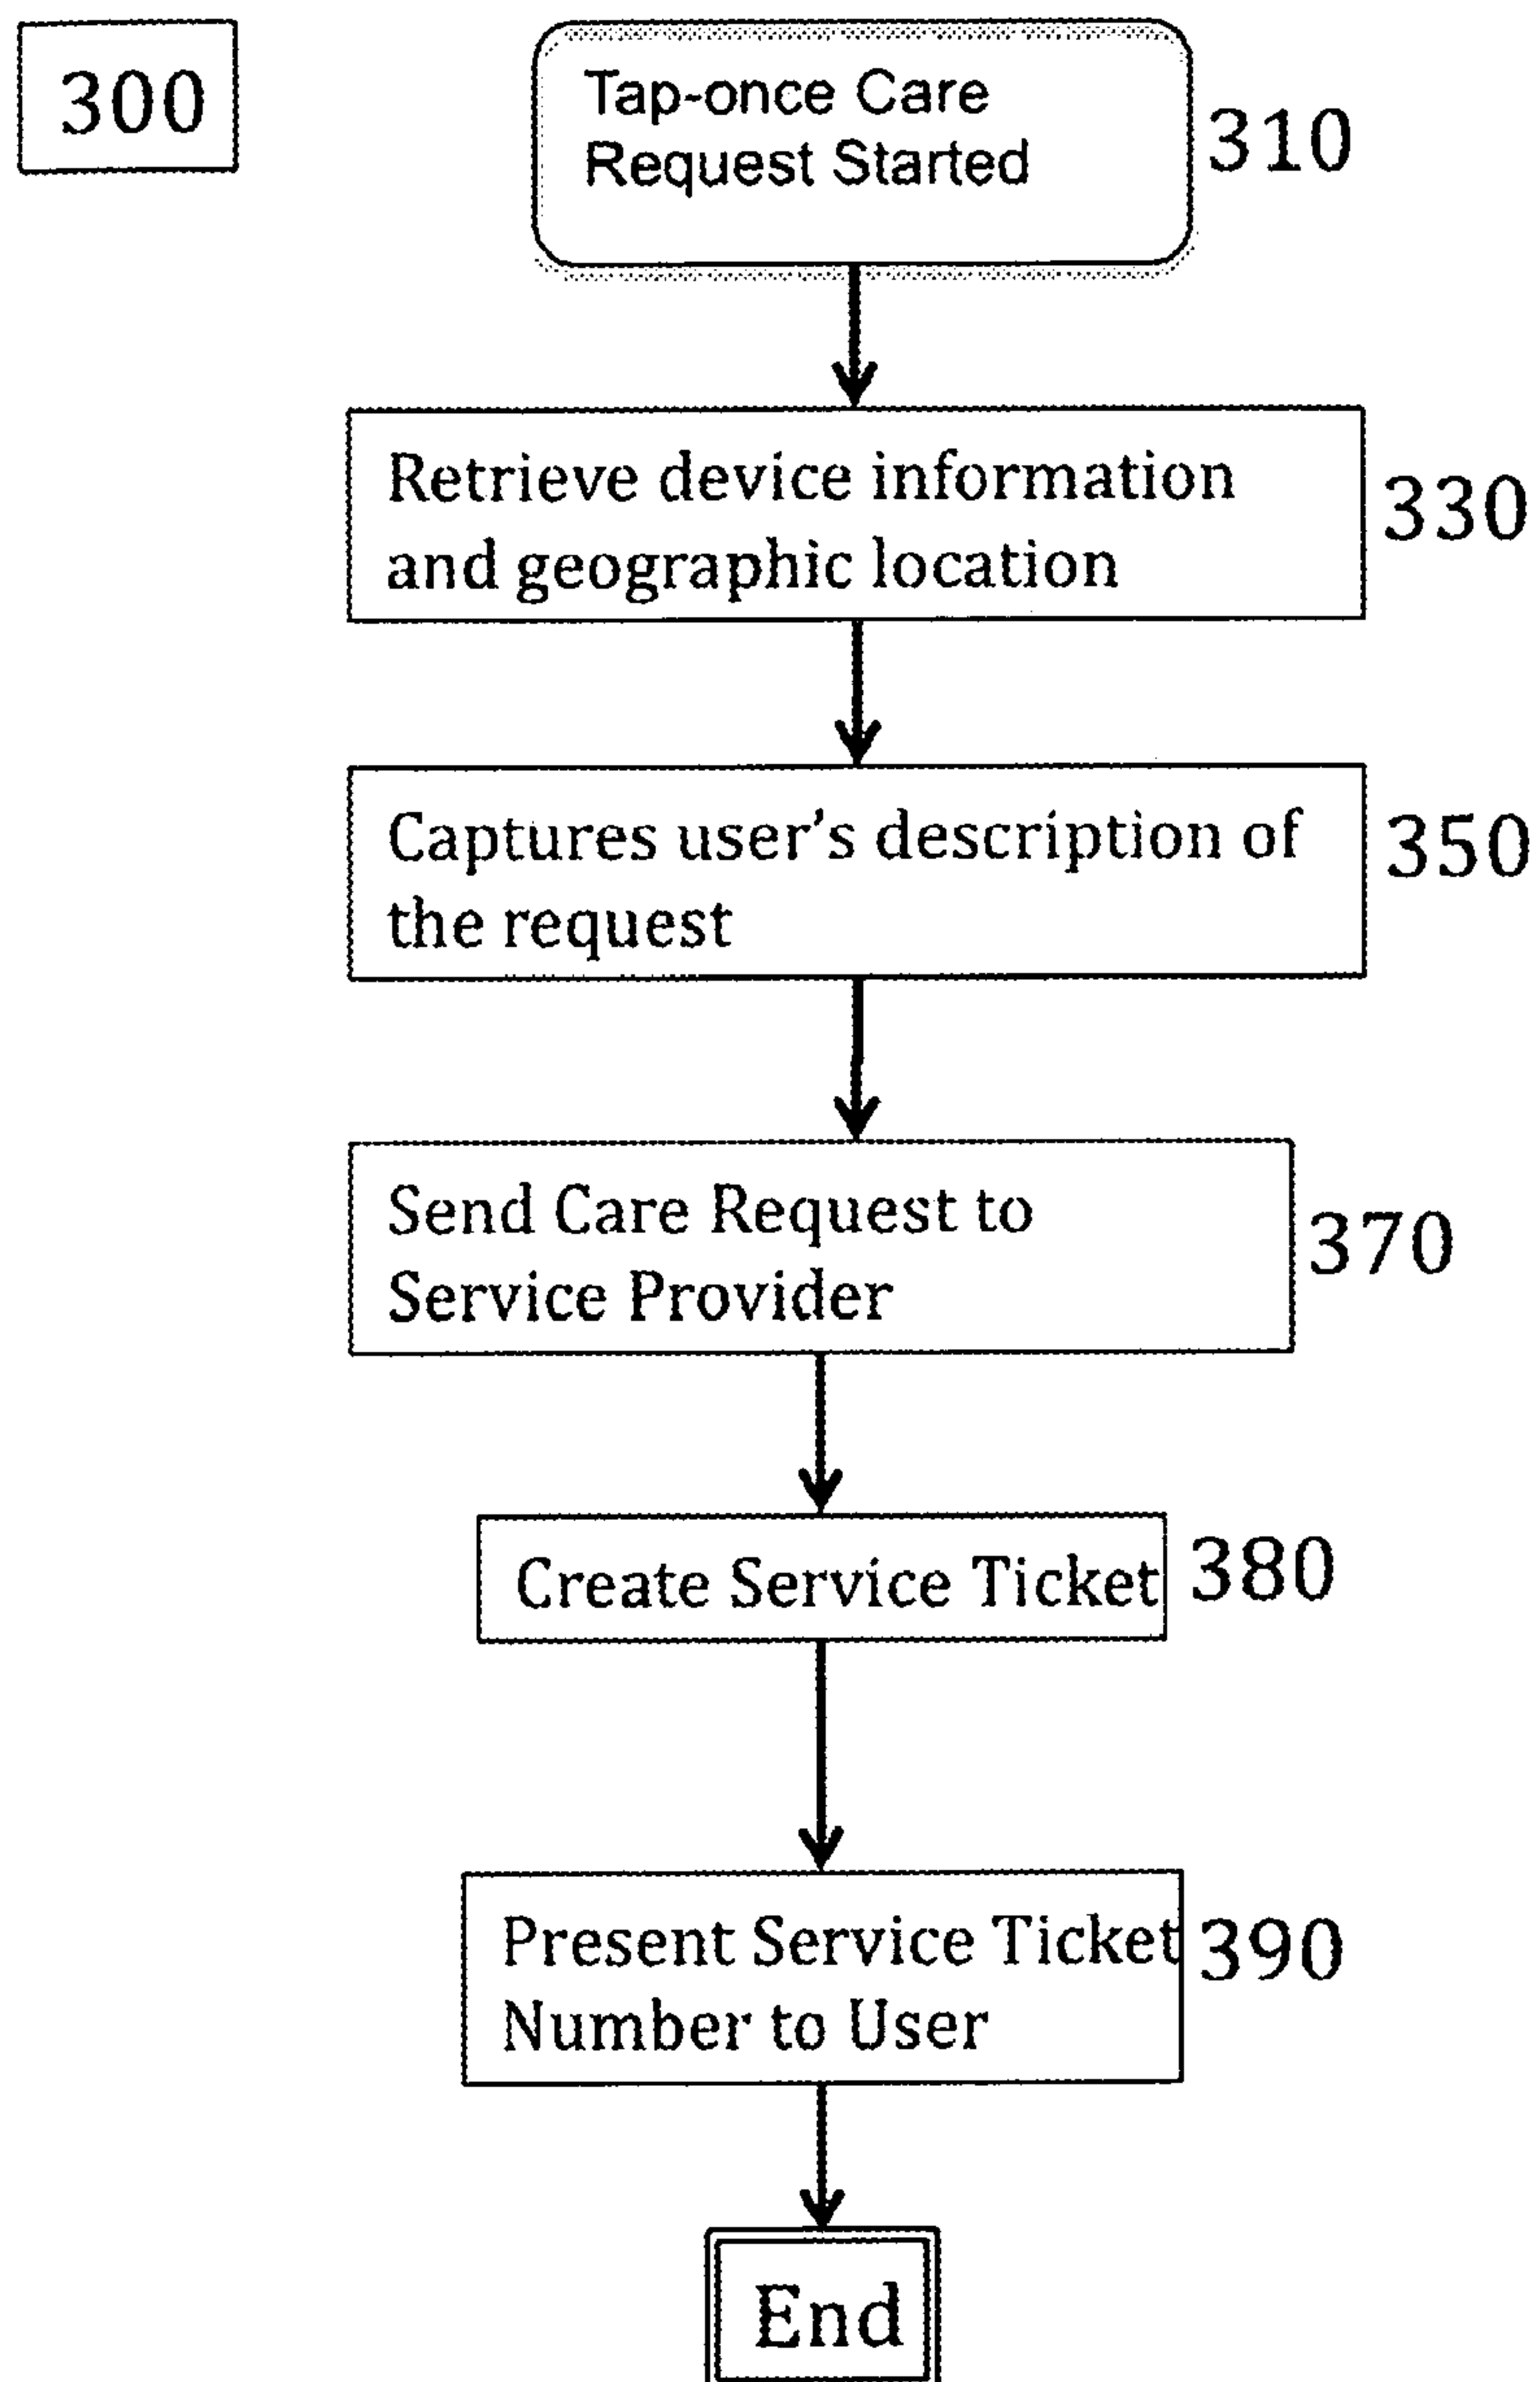 300
Tap-once Care
Request Started
310
Retrieve device information
and geographic location
330
Captures user's description of
the request
350
Send Care Request to
Service Provider
370
Create Service Ticket
380
Present Service Ticket
Number to User
390
End